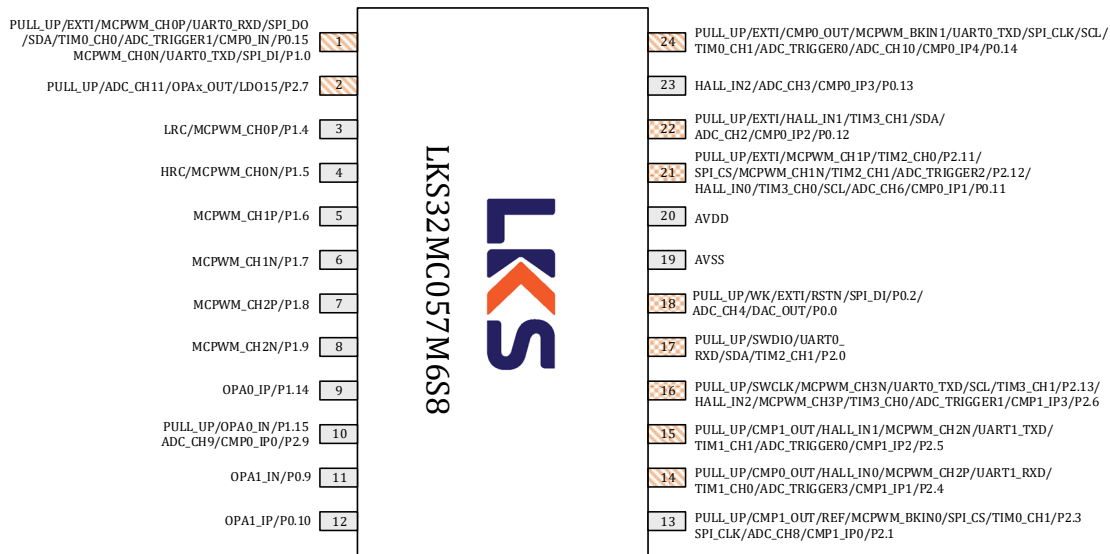 PULL_UP/EXTI/MCPWM_CH0P/UART0_RXD/SPI_DO
/SDA/TIM0_CH0/ADC_TRIGGER1/CMP0_IN/P0.15
MCPWM_CH0N/UART0_TXD/SPI_DI/P1.0
1
PULL_UP/ADC_CH11/OPAx_OUT/LDO15/P2.7
2
LRC/MCPWM_CH0P/P1.4
3
HRC/MCPWM_CH0N/P1.5
4
MCPWM_CH1P/P1.6
5
MCPWM_CH1N/P1.7
6
MCPWM_CH2P/P1.8
7
MCPWM_CH2N/P1.9
8
OPA0_IP/P1.14
9
PULL_UP/OPA0_IN/P1.15
ADC_CH9/CMP0_IP0/P2.9
10
OPA1_IN/P0.9
11
OPA1_IP/P0.10
12
LKS32MC057M6S8
LKS
24
PULL_UP/EXTI/CMP0_OUT/MCPWM_BKIN1/UART0_TXD/SPI_CLK/SCL/
TIM0_CH1/ADC_TRIGGER0/ADC_CH10/CMP0_IP4/P0.14
23
HALL_IN2/ADC_CH3/CMP0_IP3/P0.13
22
PULL_UP/EXTI/HALL_IN1/TIM3_CH1/SDA/
ADC_CH2/CMP0_IP2/P0.12
21
PULL_UP/EXTI/MCPWM_CH1P/TIM2_CH0/P2.11/
SPI_CS/MCPWM_CH1N/TIM2_CH1/ADC_TRIGGER2/P2.12/
HALL_IN0/TIM3_CH0/SCL/ADC_CH6/CMP0_IP1/P0.11
20
AVDD
19
AVSS
18
PULL_UP/WK/EXTI/RSTN/SPI_DI/P0.2/
ADC_CH4/DAC_OUT/P0.0
17
PULL_UP/SWDIO/UART0_
RXD/SDA/TIM2_CH1/P2.0
16
PULL_UP/SWCLK/MCPWM_CH3N/UART0_TXD/SCL/TIM3_CH1/P2.13/
HALL_IN2/MCPWM_CH3P/TIM3_CH0/ADC_TRIGGER1/CMP1_IP3/P2.6
15
PULL_UP/CMP1_OUT/HALL_IN1/MCPWM_CH2N/UART1_TXD/
TIM1_CH1/ADC_TRIGGER0/CMP1_IP2/P2.5
14
PULL_UP/CMP0_OUT/HALL_IN0/MCPWM_CH2P/UART1_RXD/
TIM1_CH0/ADC_TRIGGER3/CMP1_IP1/P2.4
13
PULL_UP/CMP1_OUT/REF/MCPWM_BKIN0/SPI_CS/TIM0_CH1/P2.3
SPI_CLK/ADC_CH8/CMP1_IP0/P2.1